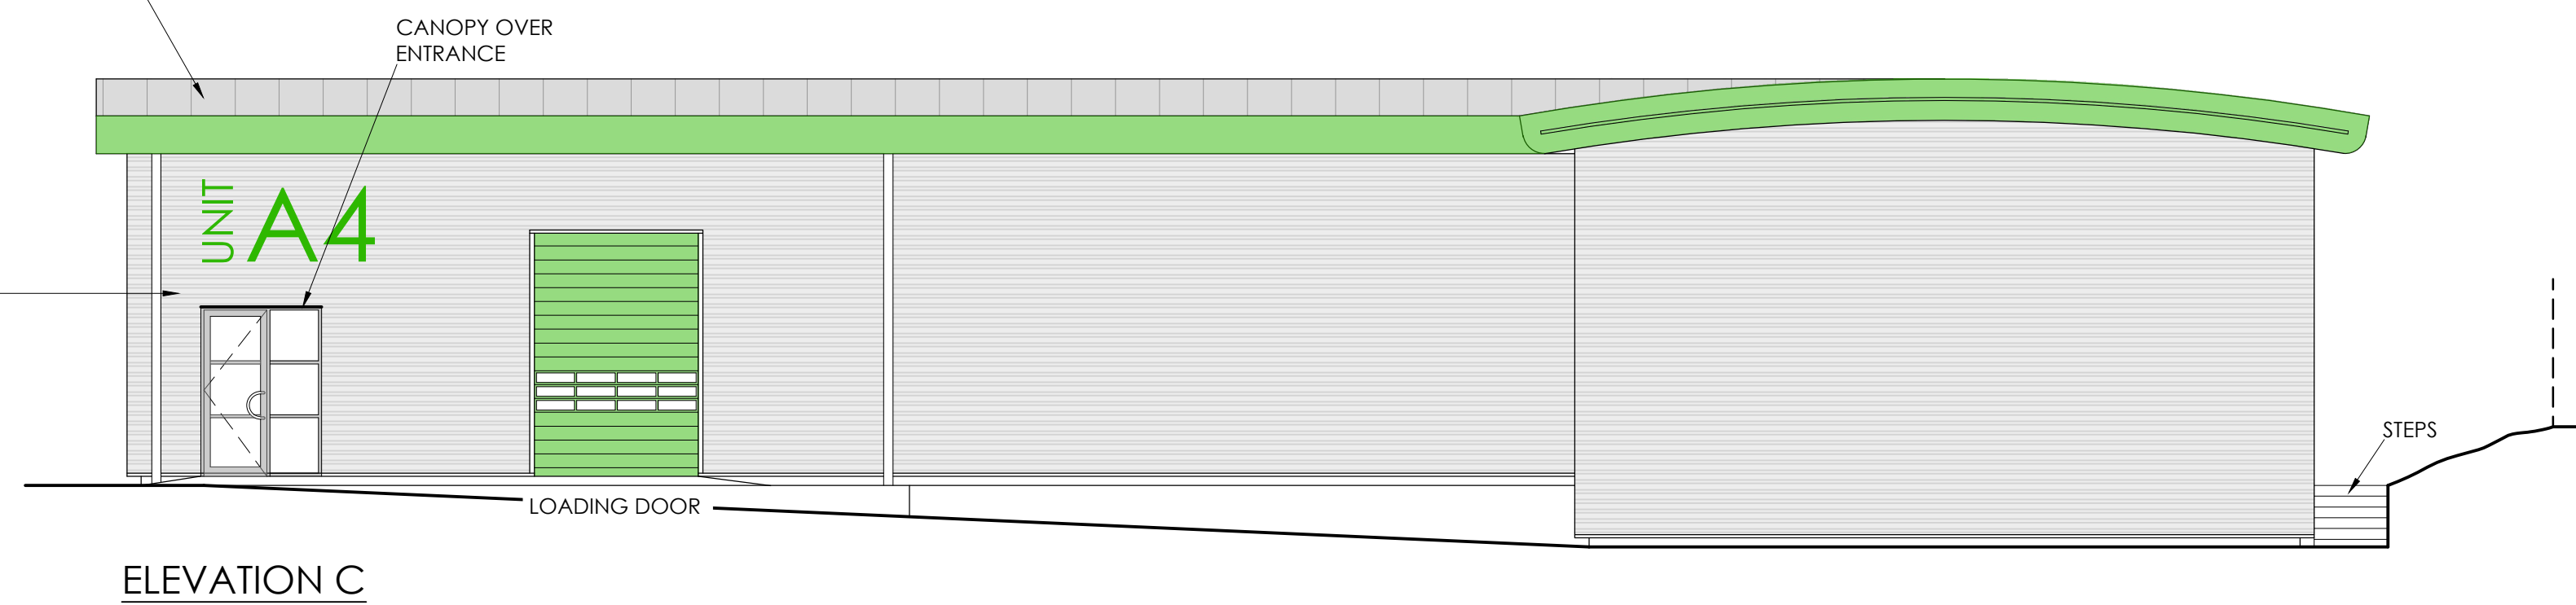 CANOPY OVER
ENTRANCE
UNIT
A4
STEPS
LOADING DOOR
ELEVATION C